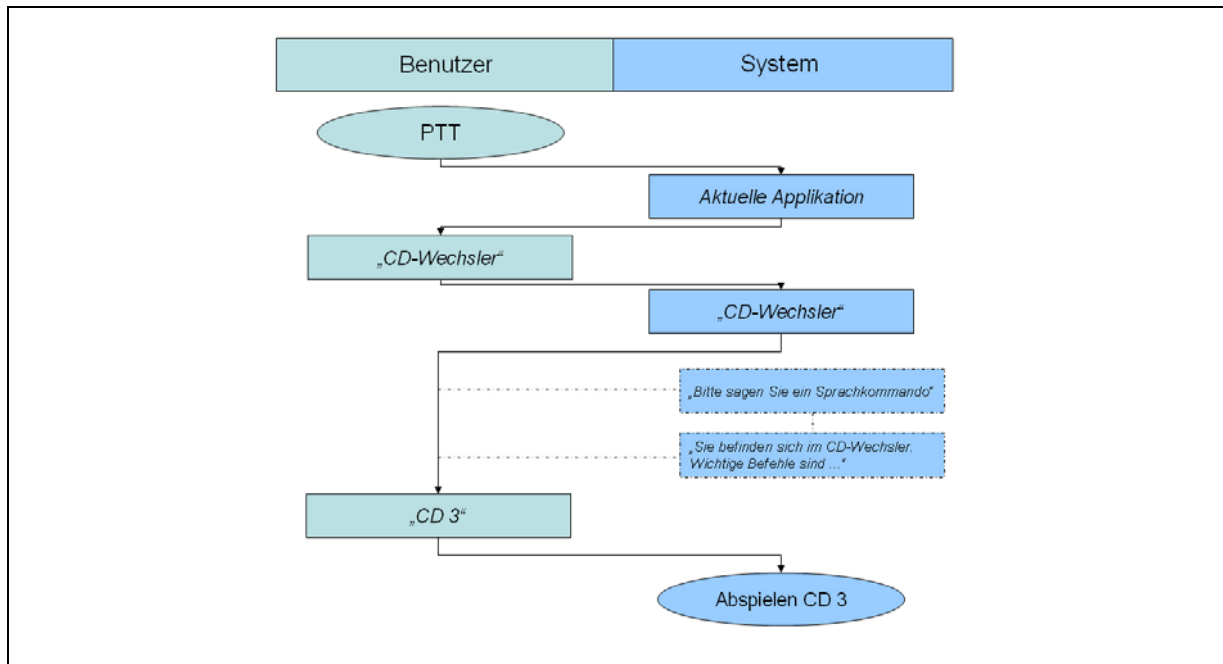 Benutzer
System
PTT
Aktuelle Applikation
„CD-Wechsler“
„CD-Wechsler“
„Bitte sagen Sie ein Sprachkommando“
„Sie befinden sich im CD-Wechsler.
Wichtige Befehle sind ...“
„CD 3“
Abspielen CD 3